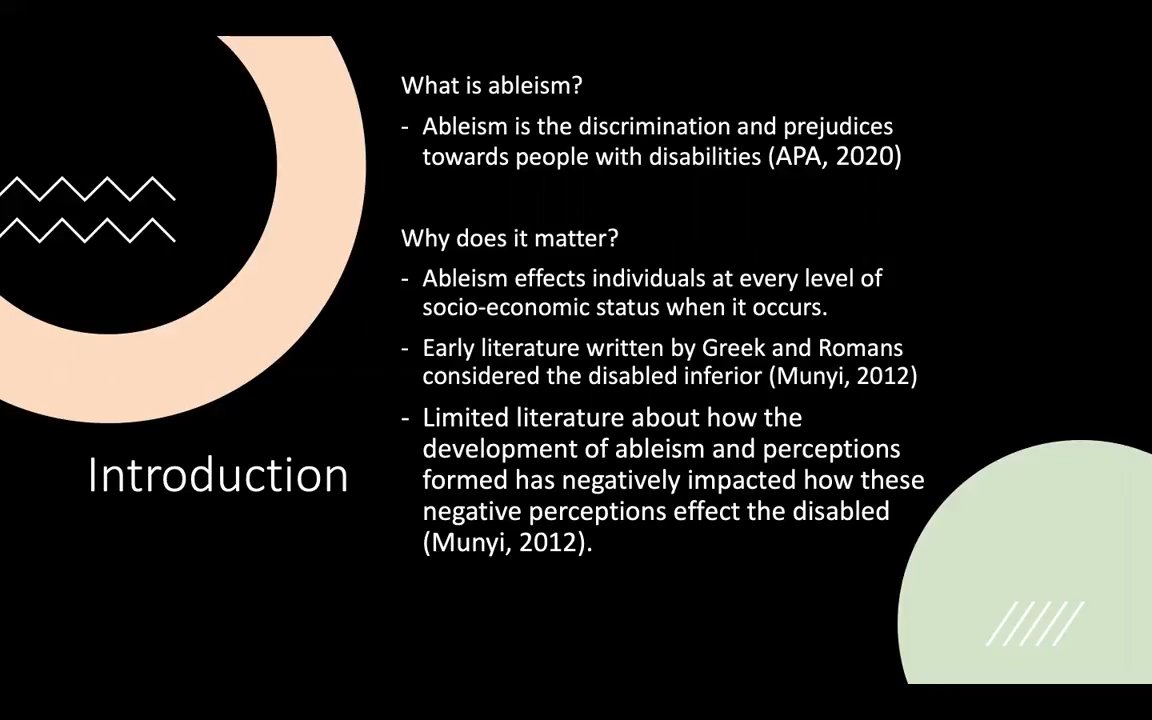 What is ableism?
- Ableism is the discrimination and prejudices
towards people with disabilities (APA, 2020)
Why does it matter?
- Ableism effects individuals at every level of
socio-economic status when it occurs.
- Early literature written by Greek and Romans
considered the disabled inferior (Munyi, 2012)
- Limited literature about how the
development of ableism and perceptions
formed has negatively impacted how these
negative perceptions effect the disabled
(Munyi, 2012).
Introduction